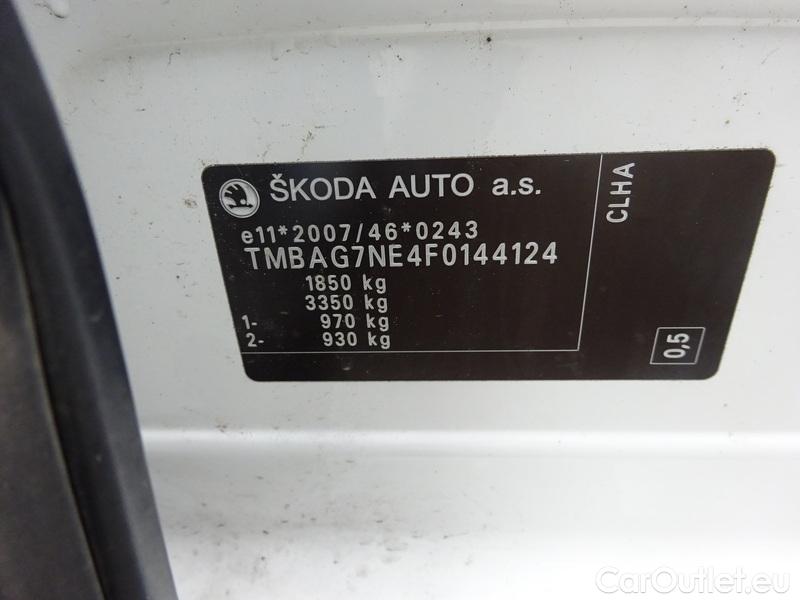 ŠKODA AUTO a.s.
e11*2007/46*0243
TMBAG7NE4F0144124
1850 kg
3350 kg
1- 970 kg
2- 930 kg
CLHA
0,5
CarOutlet.eu